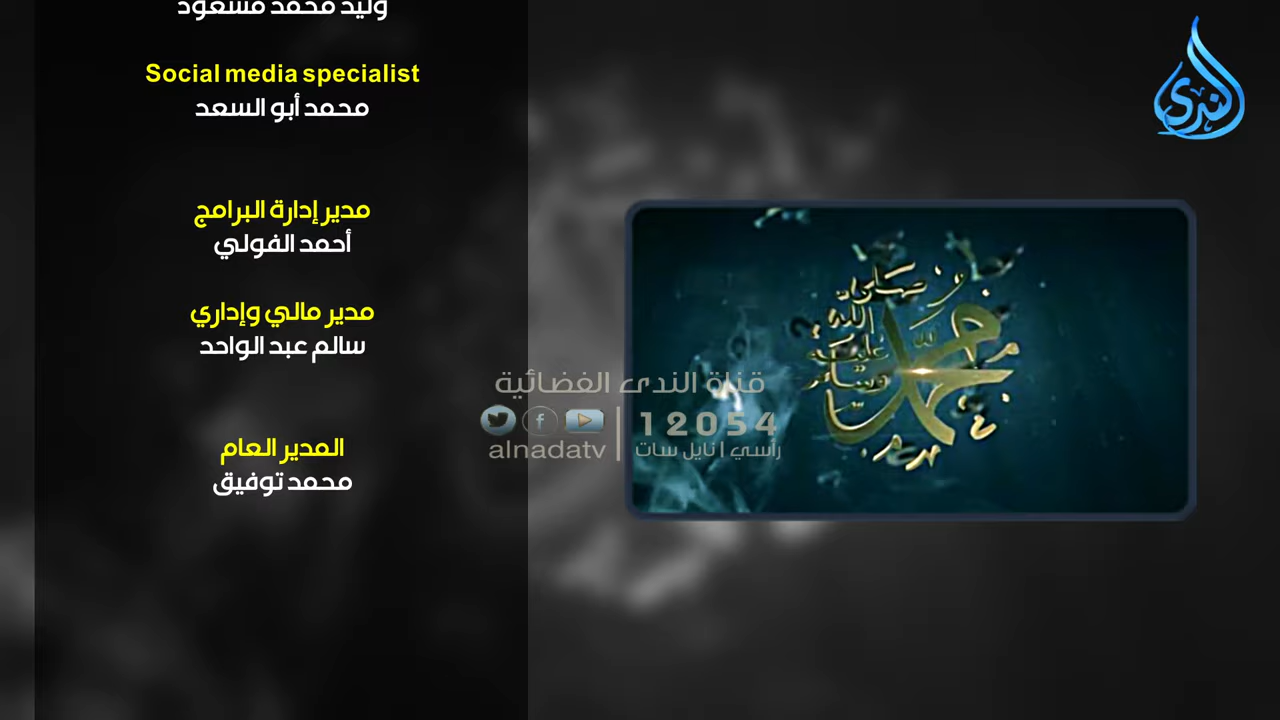 وليد محمد مسعود
Social media specialist
محمد أبو السعد
مدير إدارة البرامج
أحمد الفولي
مدير مالي وإداري
سالم عبد الواحد
المدير العام
محمد توفيق
الندى
محمد
صلى
الله
عليه
وسلم
قناة الندى الفضائية
12054
alnadatv
رأسي | نايل سات